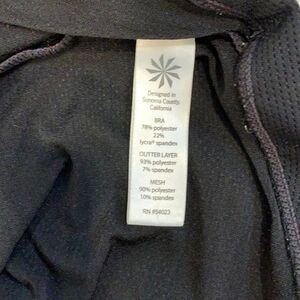 Designed in
Sonoma County,
California
BRA
78% polyester
22%
lycra® spandex
OUTTER LAYER
93% polyester
7% spandex
MESH
90% polyester
10% spandex
RN #54023